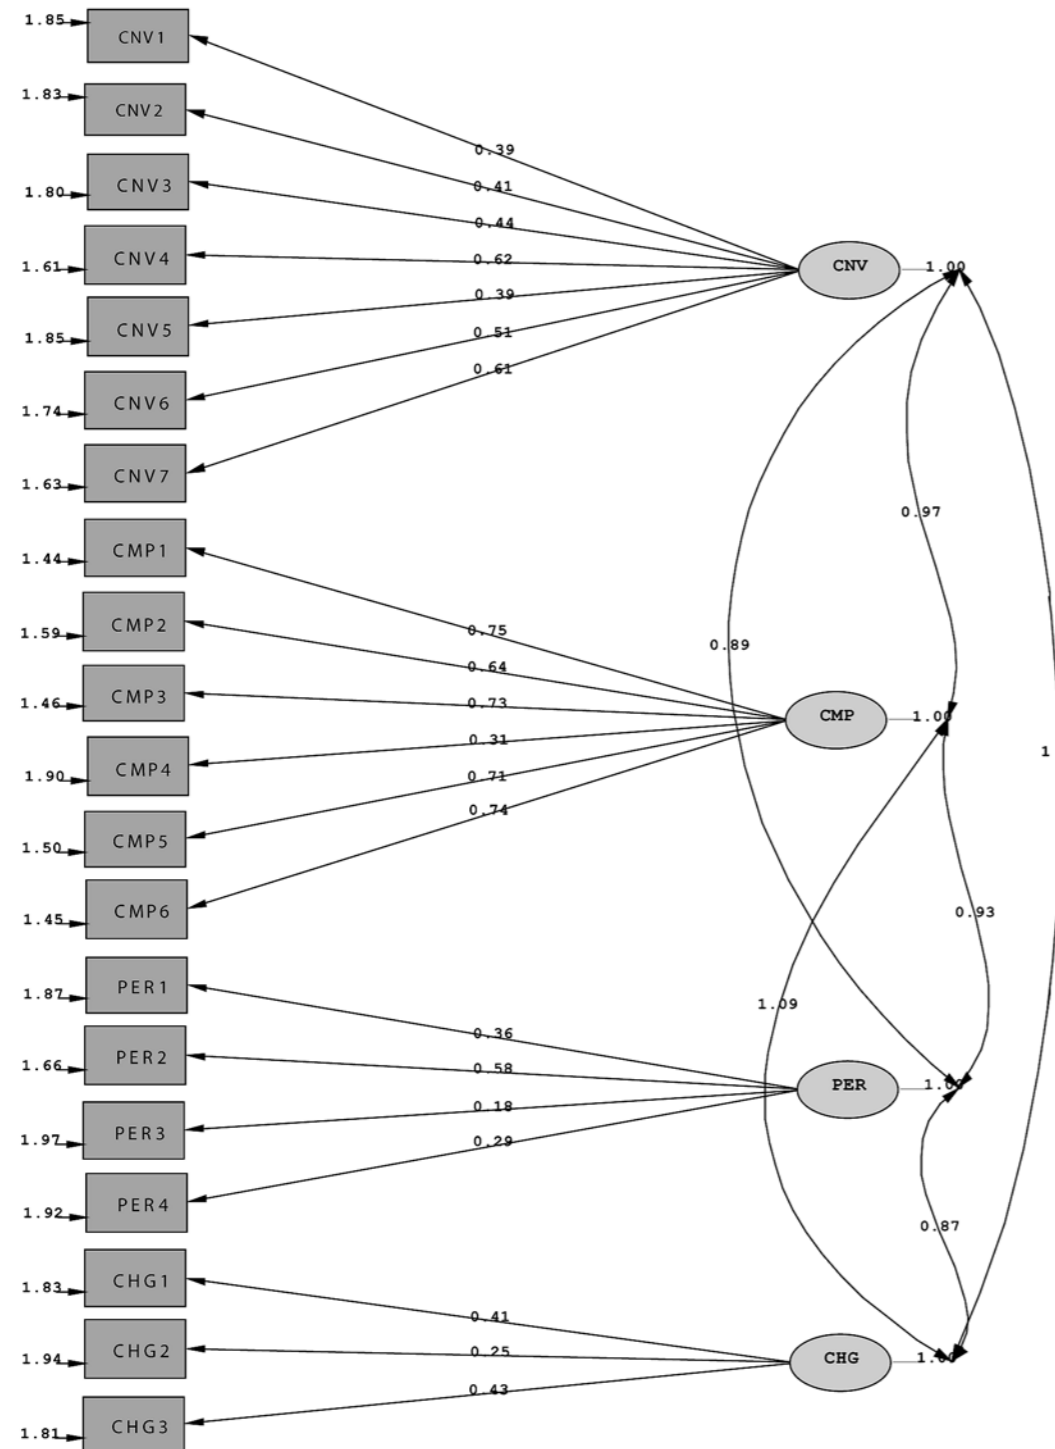 1.85 CNV1
1.83 CNV2
0.39
1.80 CNV3 0.41
0.44
1.61 CNV4 0.62 CNV 1.00
0.39
1.85 CNV5 0.51
0.61
1.74 CNV6
1.63 CNV7
0.97
1.44 CMP1
1.59 CMP2 0.75
0.89
0.64
1.46 CMP3 0.73 CMP 1.00
0.31
1.90 CMP4 0.71 1
0.74
1.50 CMP5
1.45 CMP6 0.93
1.87 PER1 1.09
0.36
1.66 PER2 0.58 PER 1.00
0.18
1.97 PER3 0.29
1.92 PER4
0.87
1.83 CHG1
0.41
1.94 CHG2 0.25 CHG 1.00
0.43
1.81 CHG3